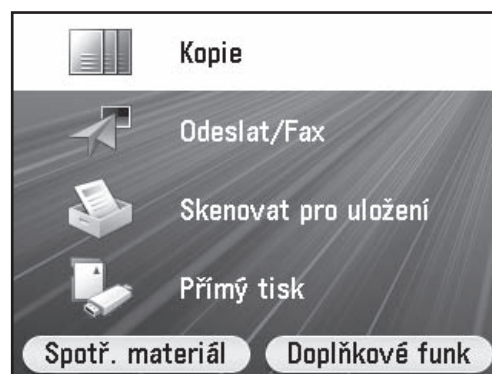 Kopie
Odeslat/Fax
Skenovat pro uložení
Přímý tisk
Spotř. materiál Doplňkové funk